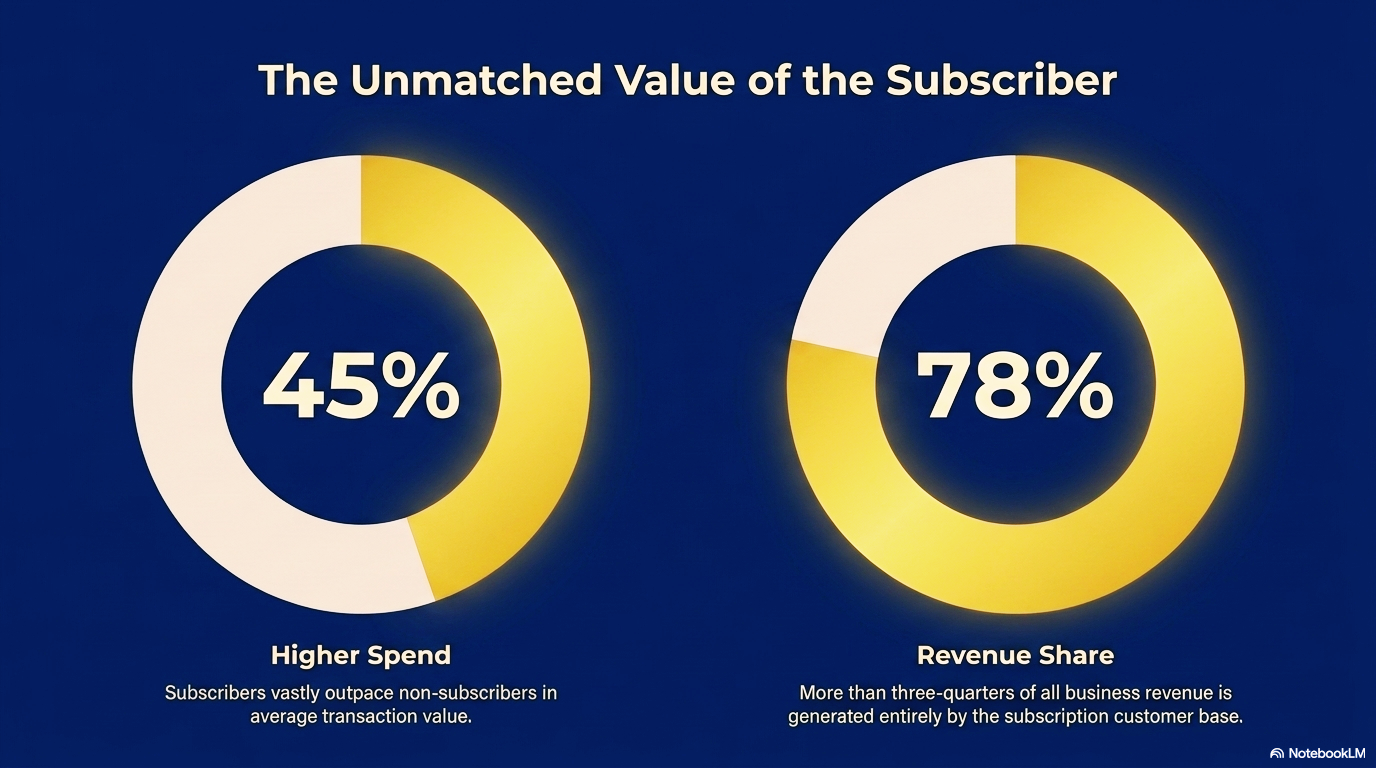 The Unmatched Value of the Subscriber
45%
78%
Higher Spend
Subscribers vastly outpace non-subscribers in
average transaction value.
Revenue Share
More than three-quarters of all business revenue is
generated entirely by the subscription customer base.
NotebookLM